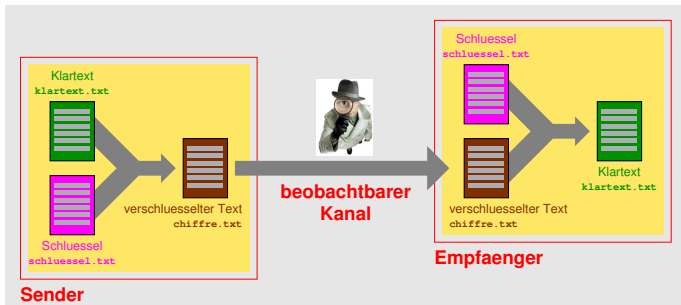 Klartext
klartext.txt
Schluessel
schluessel.txt
verschluesselter Text
chiffre.txt
Sender
beobachtbarer
Kanal
Schluessel
schluessel.txt
verschluesselter Text
chiffre.txt
Klartext
klartext.txt
Empfaenger